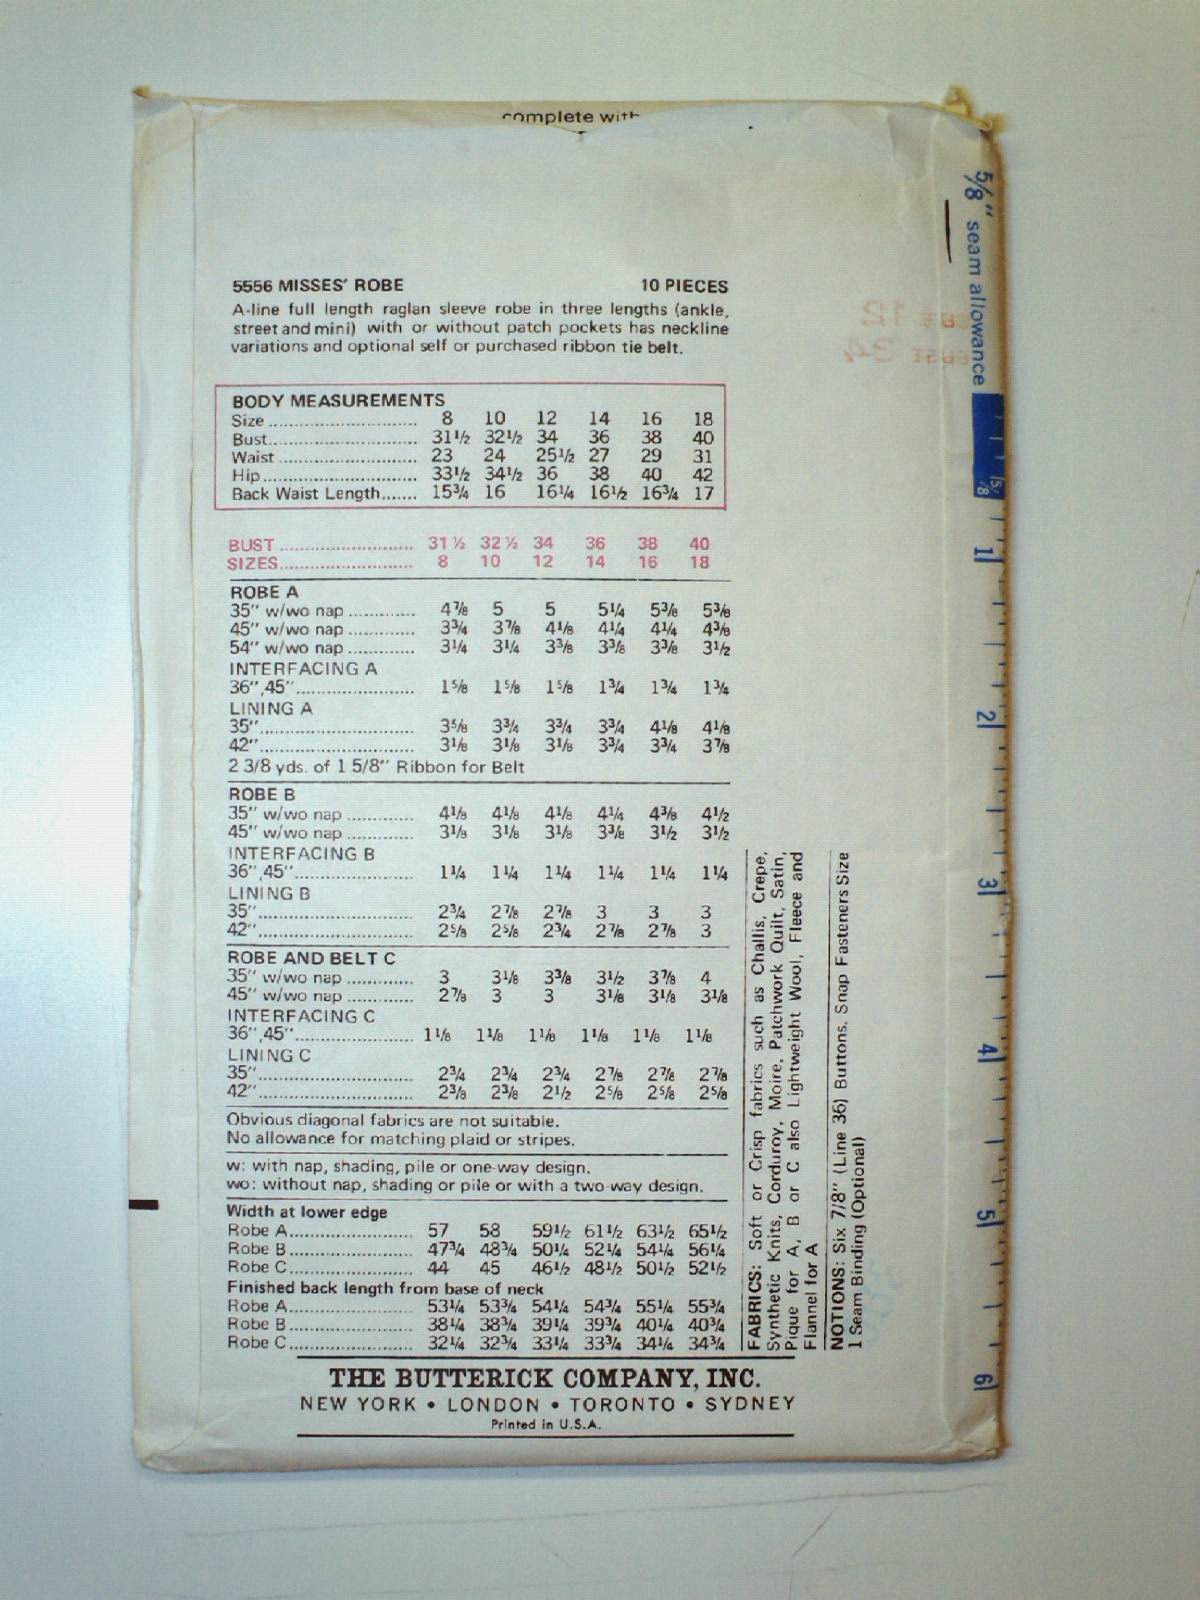 complete with
5556 MISSES' ROBE 10 PIECES
A-line full length raglan sleeve robe in three lengths (ankle,
street and mini) with or without patch pockets has neckline
variations and optional self or purchased ribbon tie belt.
BODY MEASUREMENTS
Size 8 10 12 14 16 18
Bust 31½ 32½ 34 36 38 40
Waist 23 24 25½ 27 29 31
Hip 33½ 34½ 36 38 40 42
Back Waist Length 15¾ 16 16¼ 16½ 16¾ 17
BUST 31 ½ 32 ½ 34 36 38 40
SIZES 8 10 12 14 16 18
ROBE A
35" w/wo nap 4⅞ 5 5 5¼ 5⅜ 5⅜
45" w/wo nap 3¾ 3⅞ 4⅛ 4¼ 4¼ 4⅜
54" w/wo nap 3¼ 3¼ 3⅜ 3⅜ 3⅜ 3½
INTERFACING A
36",45" 1⅝ 1⅝ 1⅝ 1¾ 1¾ 1¾
LINING A
35" 3⅝ 3¾ 3¾ 3¾ 4⅛ 4⅛
42" 3⅛ 3⅛ 3⅛ 3¾ 3¾ 3⅞
2 3/8 yds. of 1 5/8" Ribbon for Belt
ROBE B
35" w/wo nap 4⅛ 4⅛ 4⅛ 4¼ 4⅜ 4½
45" w/wo nap 3⅛ 3⅛ 3⅛ 3⅜ 3½ 3½
INTERFACING B
36",45" 1¼ 1¼ 1¼ 1¼ 1¼ 1¼
LINING B
35" 2¾ 2⅞ 2⅞ 3 3 3
42" 2⅝ 2⅝ 2¾ 2⅞ 2⅞ 3
ROBE AND BELT C
35" w/wo nap 3 3⅛ 3⅜ 3½ 3⅞ 4
45" w/wo nap 2⅞ 3 3 3⅛ 3⅛ 3⅛
INTERFACING C
36",45" 1⅛ 1⅛ 1⅛ 1⅛ 1⅛ 1⅛
LINING C
35" 2¾ 2¾ 2¾ 2⅞ 2⅞ 2⅞
42" 2⅜ 2⅜ 2½ 2⅝ 2⅝ 2⅝
Obvious diagonal fabrics are not suitable.
No allowance for matching plaid or stripes.
w: with nap, shading, pile or one-way design.
wo: without nap, shading or pile or with a two-way design.
Width at lower edge
Robe A 57 58 59½ 61½ 63½ 65½
Robe B 47¾ 48¾ 50¼ 52¼ 54¼ 56¼
Robe C 44 45 46½ 48½ 50½ 52½
Finished back length from base of neck
Robe A 53¼ 53¾ 54¼ 54¾ 55¼ 55¾
Robe B 38¼ 38¾ 39¼ 39¾ 40¼ 40¾
Robe C 32¼ 32¾ 33¼ 33¾ 34¼ 34¾
THE BUTTERICK COMPANY, INC.
NEW YORK • LONDON • TORONTO • SYDNEY
Printed in U.S.A.
FABRICS: Soft or Crisp fabrics such as Challis, Crepe,
Synthetic Knits, Corduroy, Moire, Patchwork Quilt, Satin,
Pique for A, B or C also Lightweight Wool, Fleece and
Flannel for A
NOTIONS: Six 7/8" (Line 36) Buttons. Snap Fasteners Size
1 Seam Binding (Optional)
5/8" seam allowance
5/8
1
2
3
4
5
6